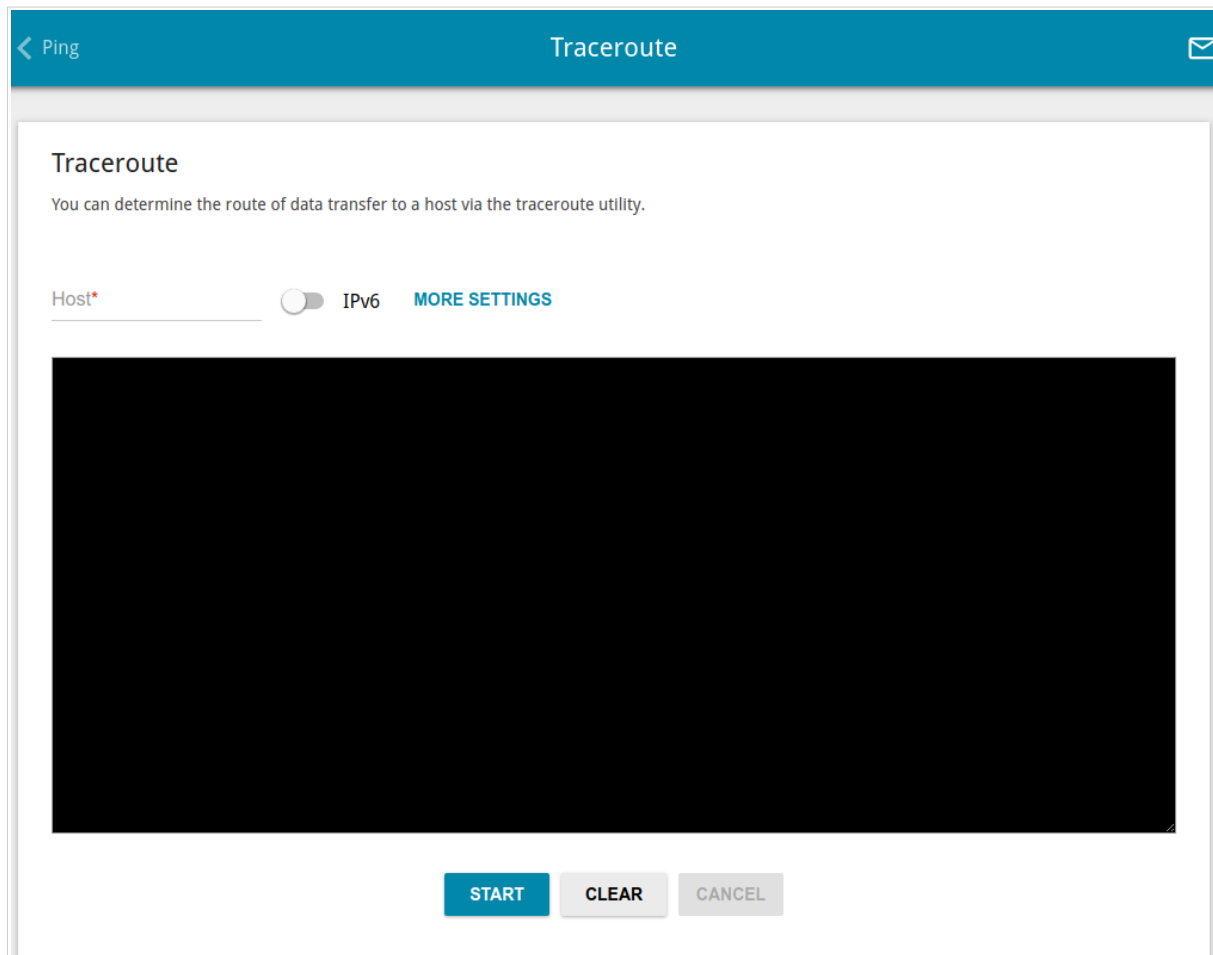 Ping
Traceroute
Traceroute
You can determine the route of data transfer to a host via the traceroute utility.
Host* IPv6 MORE SETTINGS
START CLEAR CANCEL